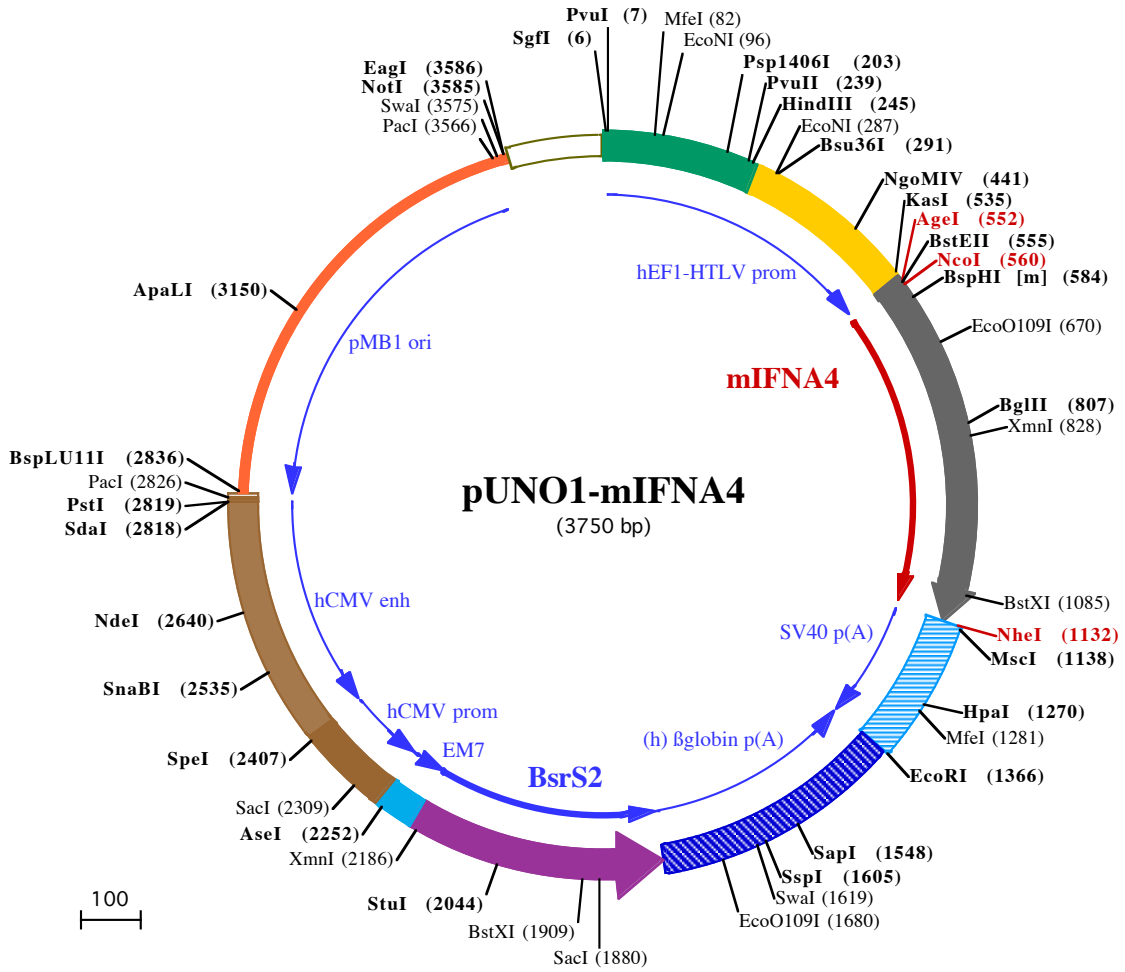 PvuI (7)
SgfI (6)
MfeI (82)
EcoNI (96)
Psp1406I (203)
PvuII (239)
HindIII (245)
EcoNI (287)
Bsu36I (291)
NgoMIV (441)
KasI (535)
AgeI (552)
BstEII (555)
NcoI (560)
BspHI [m] (584)
EcoO109I (670)
BglII (807)
XmnI (828)
BstXI (1085)
NheI (1132)
MscI (1138)
HpaI (1270)
MfeI (1281)
EcoRI (1366)
SapI (1548)
SspI (1605)
SwaI (1619)
EcoO109I (1680)
SacI (1880)
BstXI (1909)
StuI (2044)
XmnI (2186)
AseI (2252)
SacI (2309)
SpeI (2407)
SnaBI (2535)
NdeI (2640)
SdaI (2818)
PstI (2819)
PacI (2826)
BspLU11I (2836)
ApaLI (3150)
PacI (3566)
SwaI (3575)
NotI (3585)
EagI (3586)
hEF1-HTLV prom
mIFNA4
SV40 p(A)
(h) ßglobin p(A)
BsrS2
EM7
hCMV prom
hCMV enh
pMB1 ori
pUNO1-mIFNA4
(3750 bp)
100